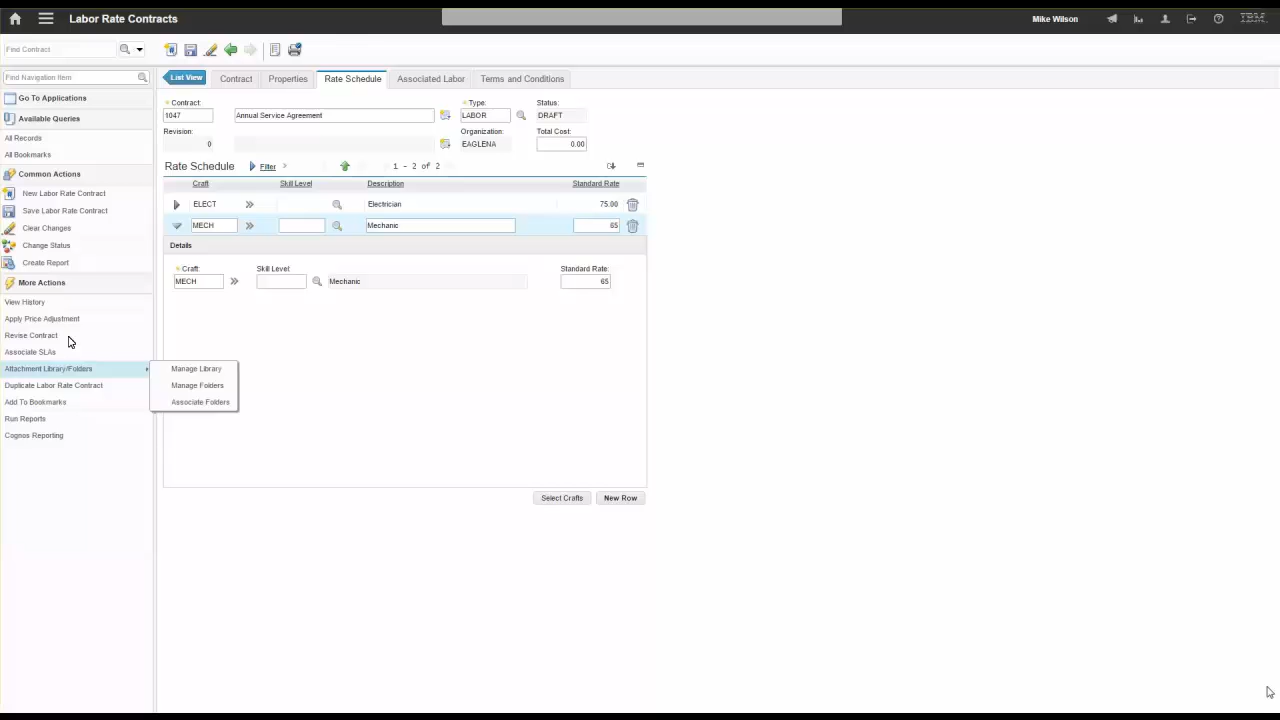 Labor Rate Contracts
Mike Wilson
IBM
Find Contract
Find Navigation Item
Go To Applications
Available Queries
All Records
All Bookmarks
Common Actions
New Labor Rate Contract
Save Labor Rate Contract
Clear Changes
Change Status
Create Report
More Actions
View History
Apply Price Adjustment
Revise Contract
Associate SLAs
Attachment Library/Folders
Duplicate Labor Rate Contract
Add To Bookmarks
Run Reports
Cognos Reporting
Manage Library
Manage Folders
Associate Folders
List View
Contract
Properties
Rate Schedule
Associated Labor
Terms and Conditions
* Contract:
1047
Annual Service Agreement
* Type:
LABOR
Status:
DRAFT
Revision:
0
Organization:
EAGLENA
Total Cost:
0.00
Rate Schedule
Filter
1 - 2 of 2
Craft Skill Level Description Standard Rate
ELECT Electrician 75.00
MECH Mechanic 65
Details
* Craft:
MECH
Skill Level:
Mechanic
Standard Rate:
65
Select Crafts
New Row